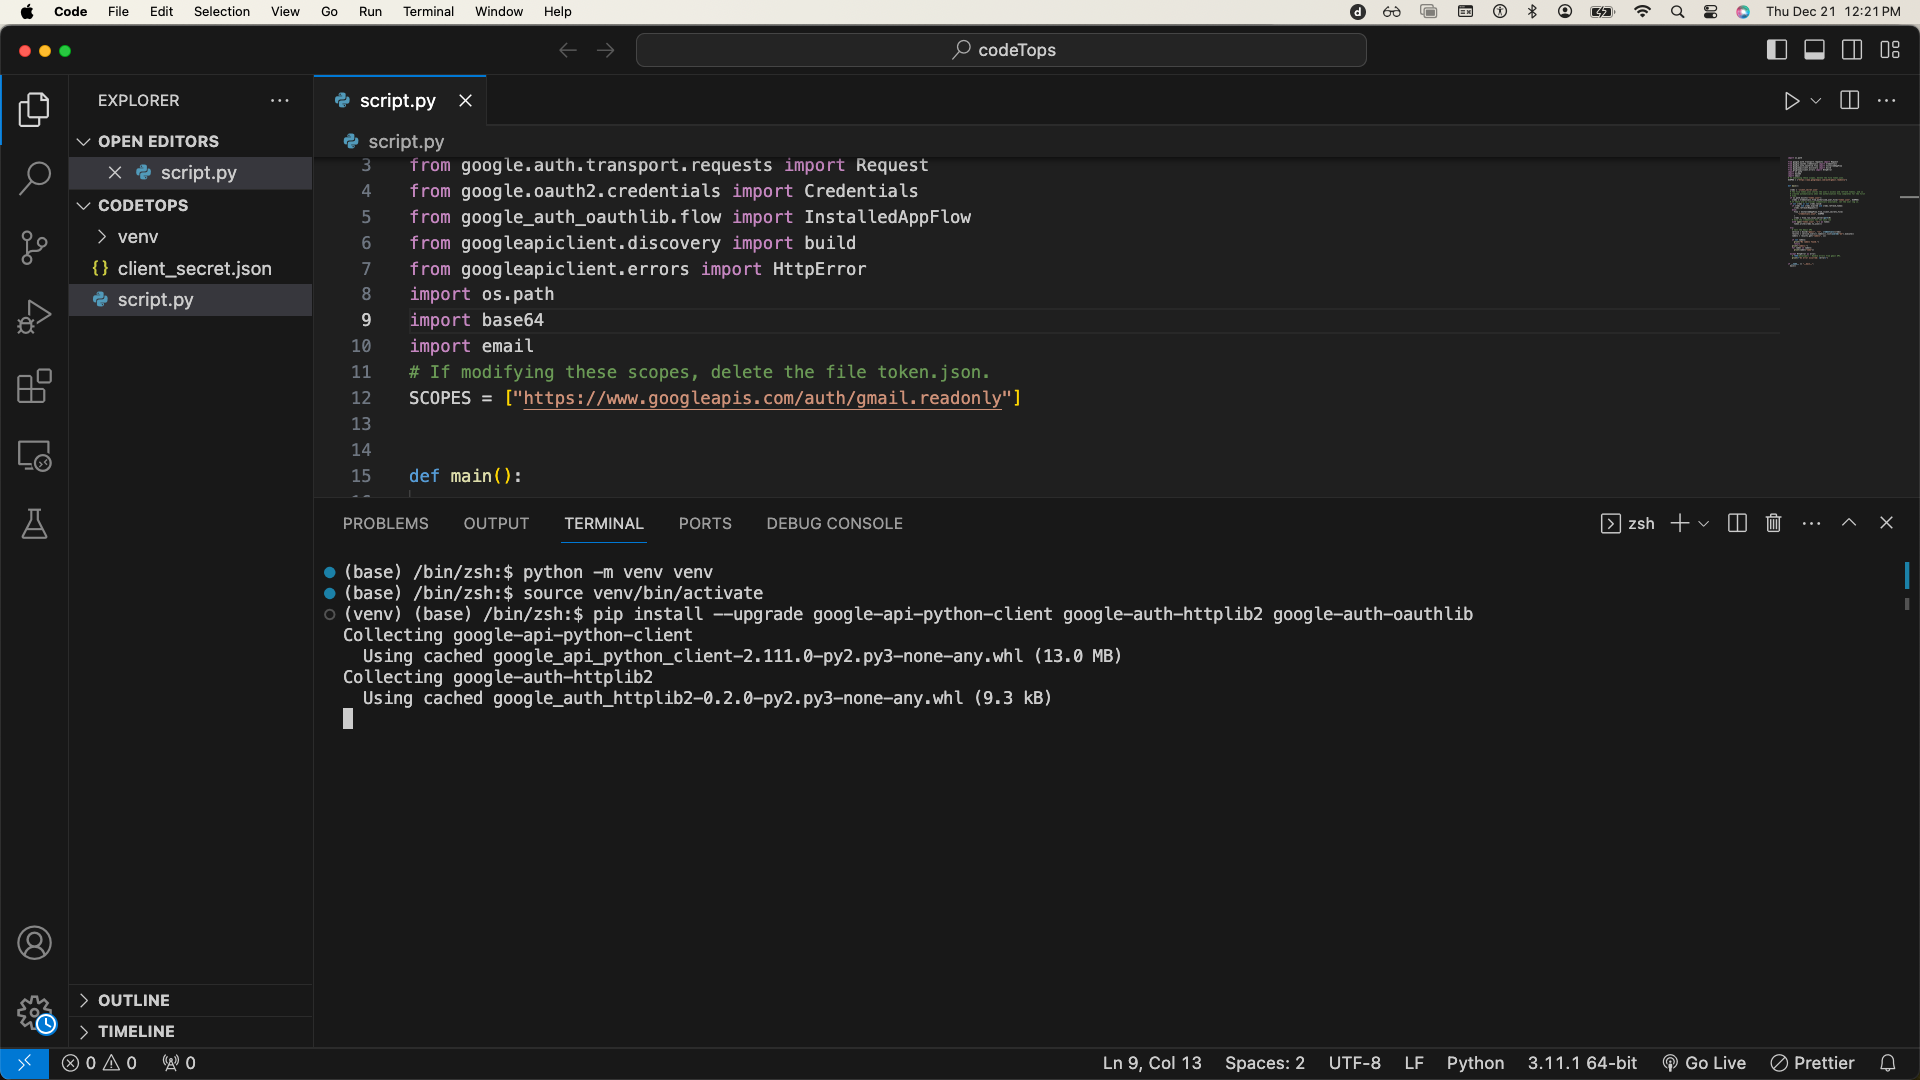 Code File Edit Selection View Go Run Terminal Window Help Thu Dec 21 12:21 PM
codeTops
EXPLORER
OPEN EDITORS
script.py
CODETOPS
venv
client_secret.json
script.py
OUTLINE
TIMELINE
script.py
script.py
3 from google.auth.transport.requests import Request
4 from google.oauth2.credentials import Credentials
5 from google_auth_oauthlib.flow import InstalledAppFlow
6 from googleapiclient.discovery import build
7 from googleapiclient.errors import HttpError
8 import os.path
9 import base64
10 import email
11 # If modifying these scopes, delete the file token.json.
12 SCOPES = ["https://www.googleapis.com/auth/gmail.readonly"]
13
14
15 def main():
PROBLEMS OUTPUT TERMINAL PORTS DEBUG CONSOLE zsh
(base) /bin/zsh:$ python -m venv venv
(base) /bin/zsh:$ source venv/bin/activate
(venv) (base) /bin/zsh:$ pip install --upgrade google-api-python-client google-auth-httplib2 google-auth-oauthlib
Collecting google-api-python-client
Using cached google_api_python_client-2.111.0-py2.py3-none-any.whl (13.0 MB)
Collecting google-auth-httplib2
Using cached google_auth_httplib2-0.2.0-py2.py3-none-any.whl (9.3 kB)
0 0 0 Ln 9, Col 13 Spaces: 2 UTF-8 LF Python 3.11.1 64-bit Go Live Prettier